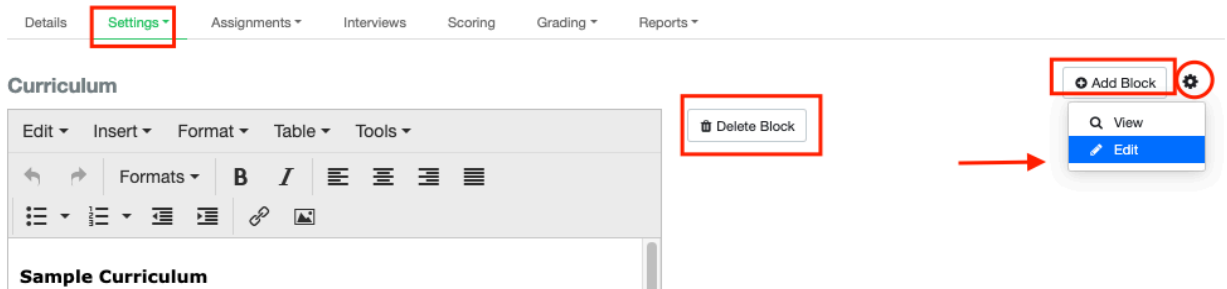 Details Settings Assignments Interviews Scoring Grading Reports
Curriculum
Add Block
Edit Insert Format Table Tools
Delete Block
View
Edit
Formats B I
Sample Curriculum